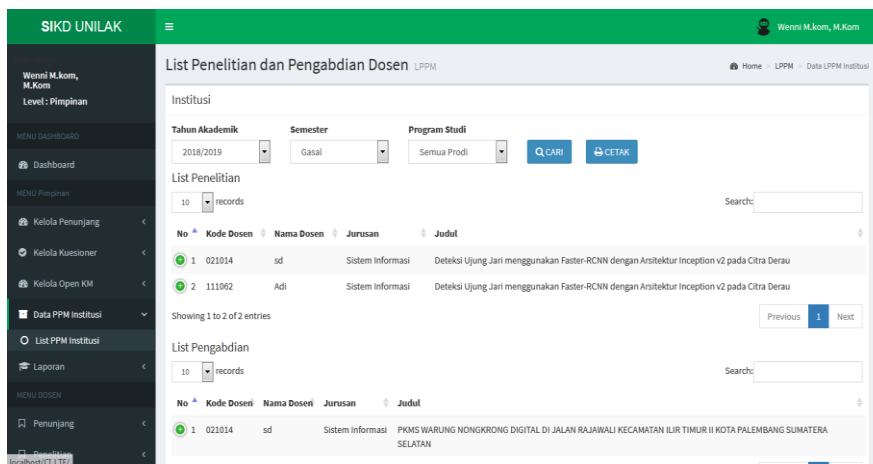 SIKD UNILAK
Wenni M.kom, M.Kom
Wenni M.kom,
M.Kom
Level : Pimpinan
MENU DASHBOARD
Dashboard
MENU Pimpinan
Kelola Penunjang
Kelola Kuesioner
Kelola Open KM
Data PPM Institusi
List PPM Institusi
Laporan
MENU DOSEN
Penunjang
Penelitian
List Penelitian dan Pengabdian Dosen LPPM
Home > LPPM > Data LPPM Institusi
Institusi
Tahun Akademik Semester Program Studi
2018/2019 Gasal Semua Prodi CARI CETAK
List Penelitian
10 records Search:
No Kode Dosen Nama Dosen Jurusan Judul
1 021014 sd Sistem Informasi Deteksi Ujung Jari menggunakan Faster-RCNN dengan Arsitektur Inception v2 pada Citra Derau
2 111062 Adi Sistem Informasi Deteksi Ujung Jari menggunakan Faster-RCNN dengan Arsitektur Inception v2 pada Citra Derau
Showing 1 to 2 of 2 entries Previous 1 Next
List Pengabdian
10 records Search:
No Kode Dosen Nama Dosen Jurusan Judul
1 021014 sd Sistem Informasi PKMS WARUNG NONGKRONG DIGITAL DI JALAN RAJAWALI KECAMATAN ILIR TIMUR II KOTA PALEMBANG SUMATERA
SELATAN